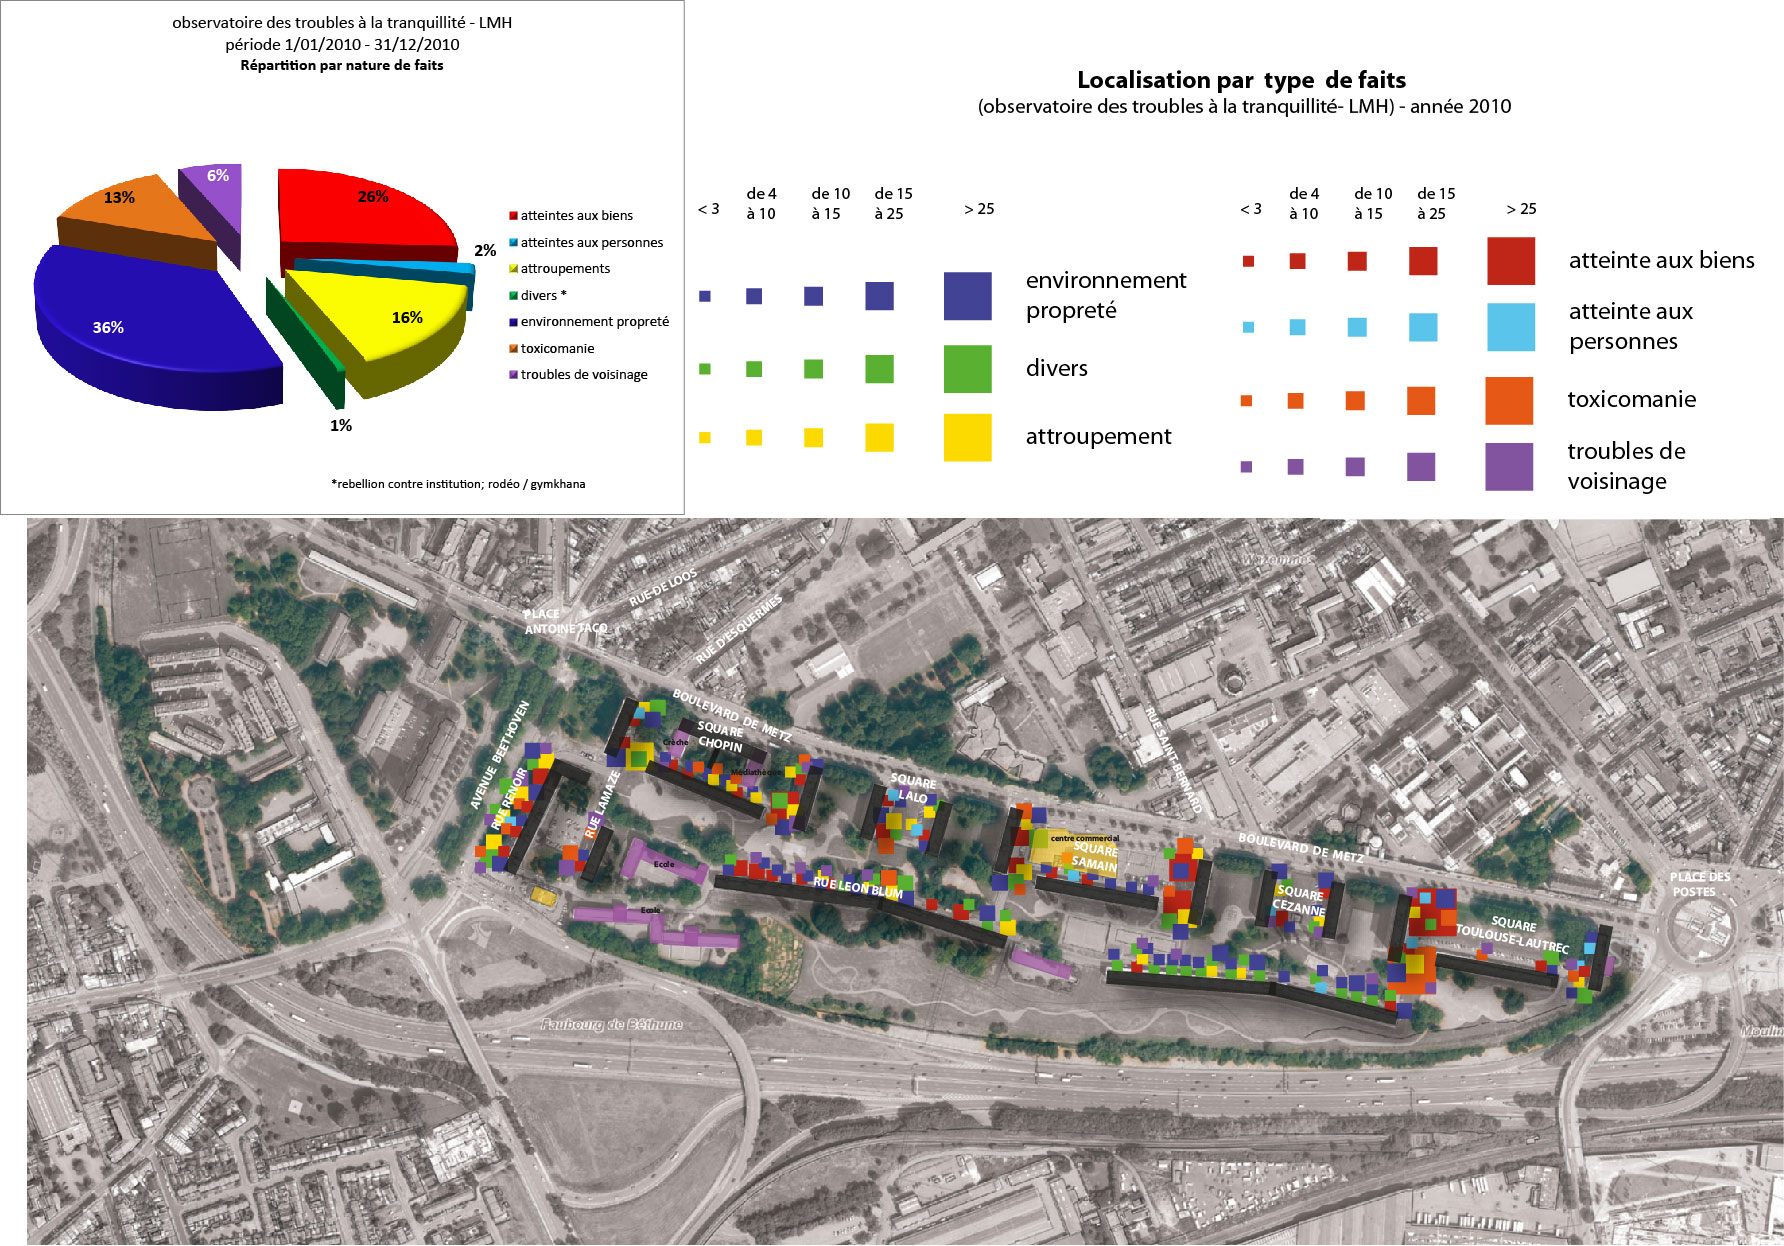 observatoire des troubles à la tranquillité - LMH
période 1/01/2010 - 31/12/2010
Répartition par nature de faits
6%
13%
26%
2%
36%
16%
1%
atteintes aux biens
atteintes aux personnes
attroupements
divers *
environnement propreté
toxicomanie
troubles de voisinage
*rebellion contre institution; rodéo / gymkhana
Localisation par type de faits
(observatoire des troubles à la tranquillité- LMH) - année 2010
< 3
de 4
à 10
de 10
à 15
de 15
à 25
> 25
environnement
propreté
divers
attroupement
< 3
de 4
à 10
de 10
à 15
de 15
à 25
> 25
atteinte aux biens
atteinte aux
personnes
toxicomanie
troubles de
voisinage
Wazemmes
RUE DE LOOS
PLACE
ANTOINE TACQ
RUE D'ESQUERMES
BOULEVARD DE METZ
AVENUE BEETHOVEN
RUE RENOIR
RUE LAMAZE
Crèche
SQUARE
CHOPIN
Médiathèque
SQUARE
LALO
RUE SAINT-BERNARD
centre commercial
SQUARE
SAMAIN
BOULEVARD DE METZ
Ecole
RUE LEON BLUM
Ecole
SQUARE
CEZANNE
SQUARE
TOULOUSE-LAUTREC
PLACE DES
POSTES
Faubourg de Béthune
Moulin